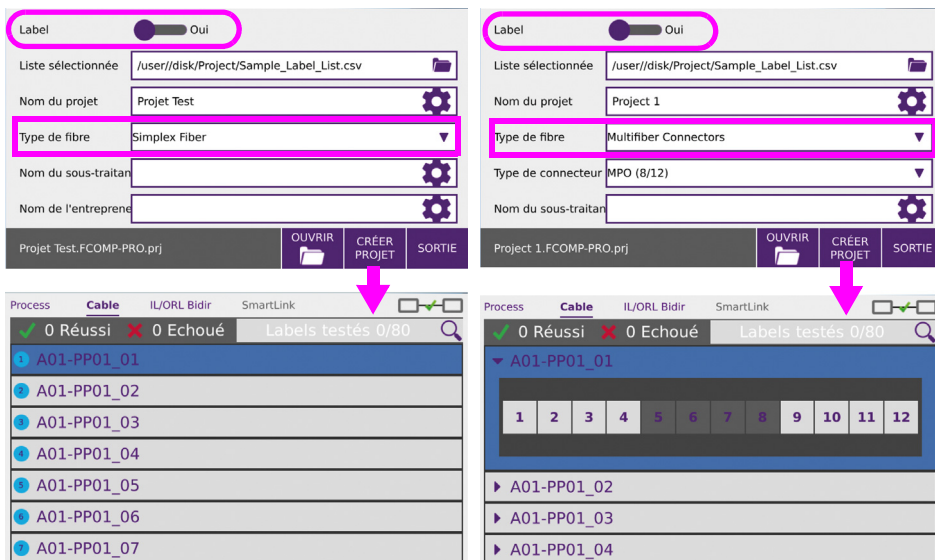 Label Oui
Liste sélectionnée /user//disk/Project/Sample_Label_List.csv
Nom du projet Projet Test
Type de fibre Simplex Fiber
Nom du sous-traitan
Nom de l'entreprene
Projet Test.FCOMP-PRO.prj OUVRIR CRÉER PROJET SORTIE
Process Cable IL/ORL Bidir SmartLink
0 Réussi 0 Echoué Labels testés 0/80
1 A01-PP01_01
2 A01-PP01_02
3 A01-PP01_03
4 A01-PP01_04
5 A01-PP01_05
6 A01-PP01_06
7 A01-PP01_07
Label Oui
Liste sélectionnée /user//disk/Project/Sample_Label_List.csv
Nom du projet Project 1
Type de fibre Multifiber Connectors
Type de connecteur MPO (8/12)
Nom du sous-traitan
Project 1.FCOMP-PRO.prj OUVRIR CRÉER PROJET SORTIE
Process Cable IL/ORL Bidir SmartLink
0 Réussi 0 Echoué Labels testés 0/80
A01-PP01_01
1 2 3 4 5 6 7 8 9 10 11 12
A01-PP01_02
A01-PP01_03
A01-PP01_04